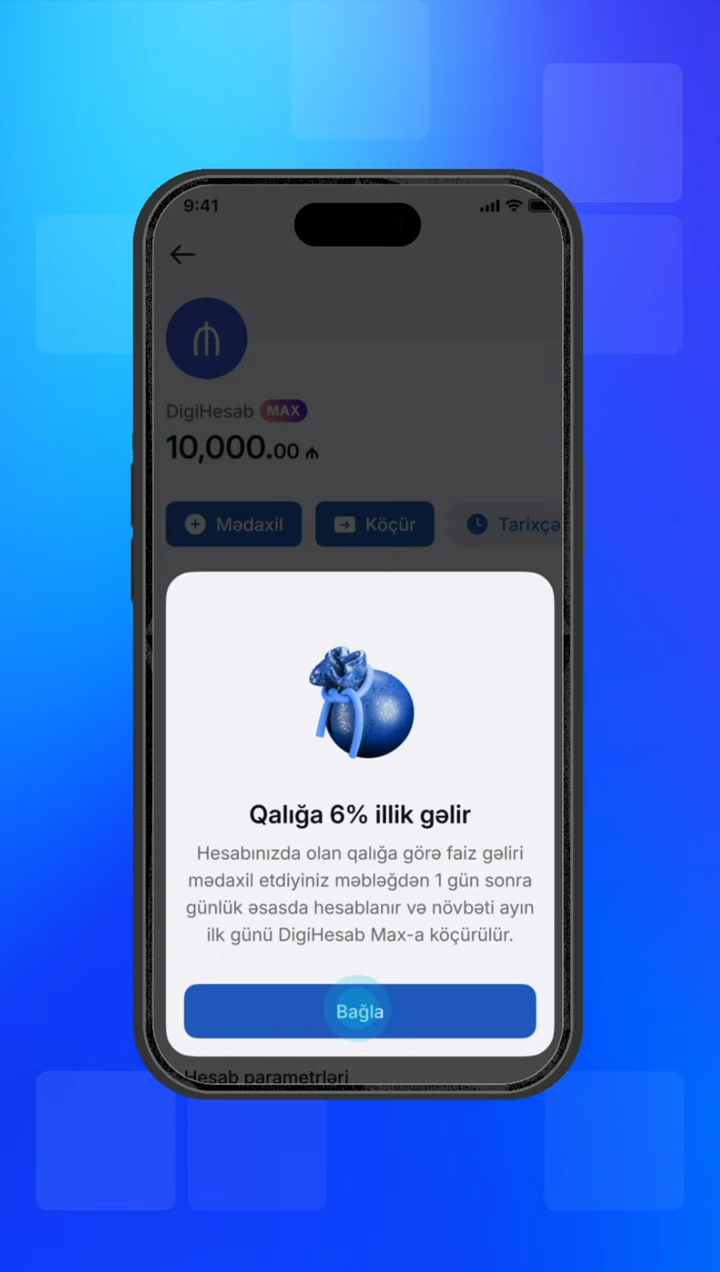 9:41
DigiHesab MAX
10,000.00 ₼
Mədaxil
Köçür
Tarixçə
Qalığa 6% illik gəlir
Hesabınızda olan qalığa görə faiz gəliri
mədaxil etdiyiniz məbləğdən 1 gün sonra
günlük əsasda hesablanır və növbəti ayın
ilk günü DigiHesab Max-a köçürülür.
Bağla
Hesab parametrləri